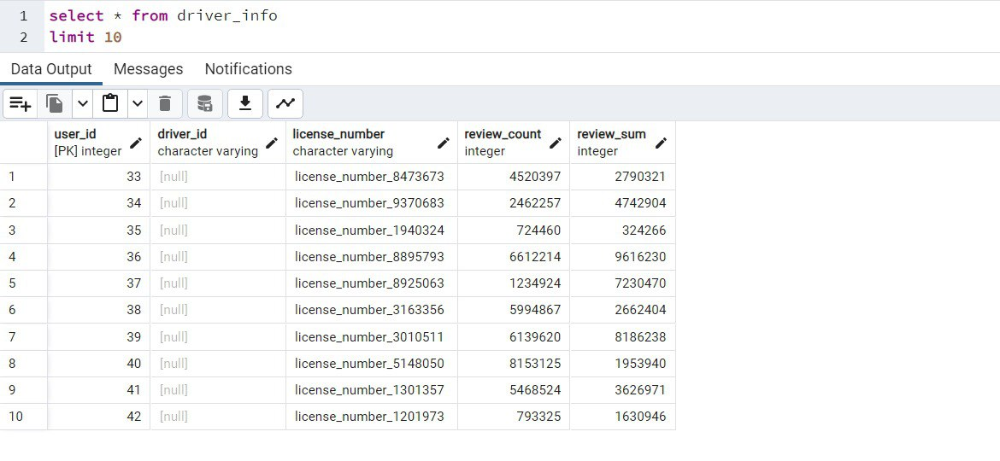 1 select * from driver_info
2 limit 10
Data Output Messages Notifications
user_id driver_id license_number review_count review_sum
[PK] integer character varying character varying integer integer
1 33 [null] license_number_8473673 4520397 2790321
2 34 [null] license_number_9370683 2462257 4742904
3 35 [null] license_number_1940324 724460 324266
4 36 [null] license_number_8895793 6612214 9616230
5 37 [null] license_number_8925063 1234924 7230470
6 38 [null] license_number_3163356 5994867 2662404
7 39 [null] license_number_3010511 6139620 8186238
8 40 [null] license_number_5148050 8153125 1953940
9 41 [null] license_number_1301357 5468524 3626971
10 42 [null] license_number_1201973 793325 1630946